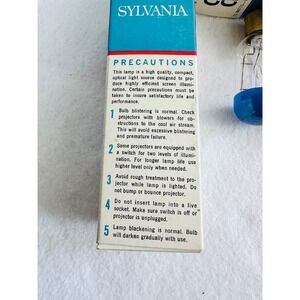 SYLVANIA
PRECAUTIONS
This lamp is a high quality, compact,
optical light source designed to pro-
duce highly efficient screen illumi-
nation. Certain precautions must be
taken to insure satisfactory life and
performance.
1 Bulb blistering is normal. Check
projectors with blowers for ob-
structions to the cool air stream.
This will avoid excessive blistering
and premature failure.
2 Some projectors are equipped with
a switch for two levels of illumi-
nation. For longer lamp life use
higher level only when needed.
3 Avoid rough treatment to the pro-
jector while lamp is lighted. Do
not bump or bounce projector.
4 Do not insert lamp into a live
socket. Make sure switch is off or
projector is unplugged.
5 Lamp blackening is normal. Bulb
will darken gradually with use.